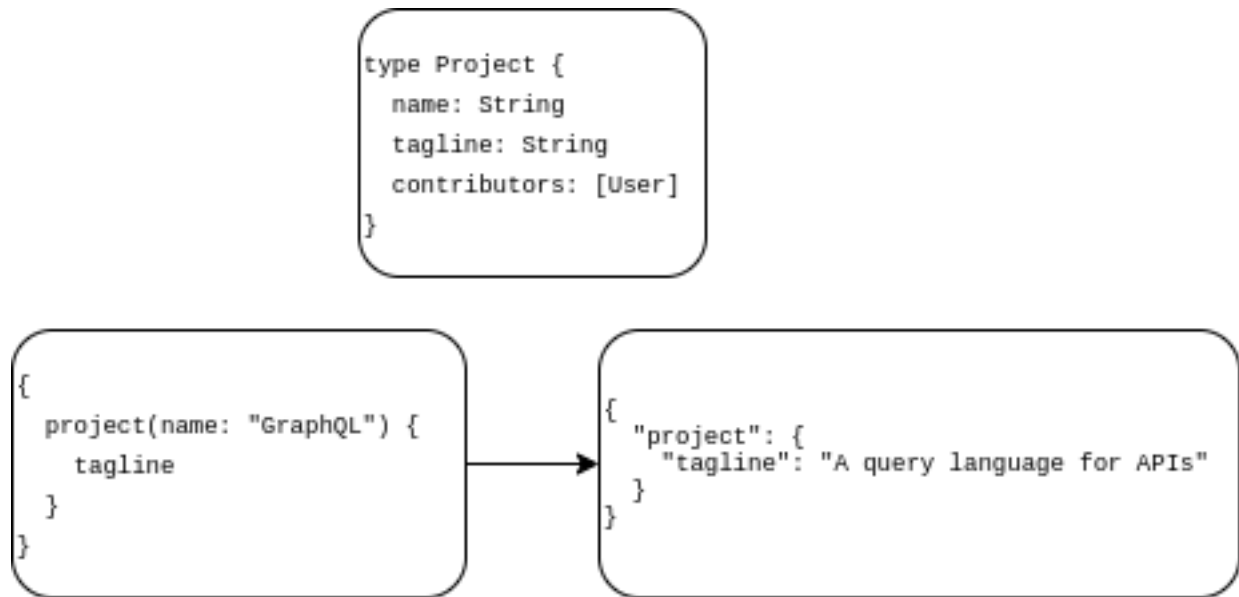 type Project {
  name: String
  tagline: String
  contributors: [User]
}
{
  project(name: "GraphQL") {
    tagline
  }
}
{
  "project": {
    "tagline": "A query language for APIs"
  }
}